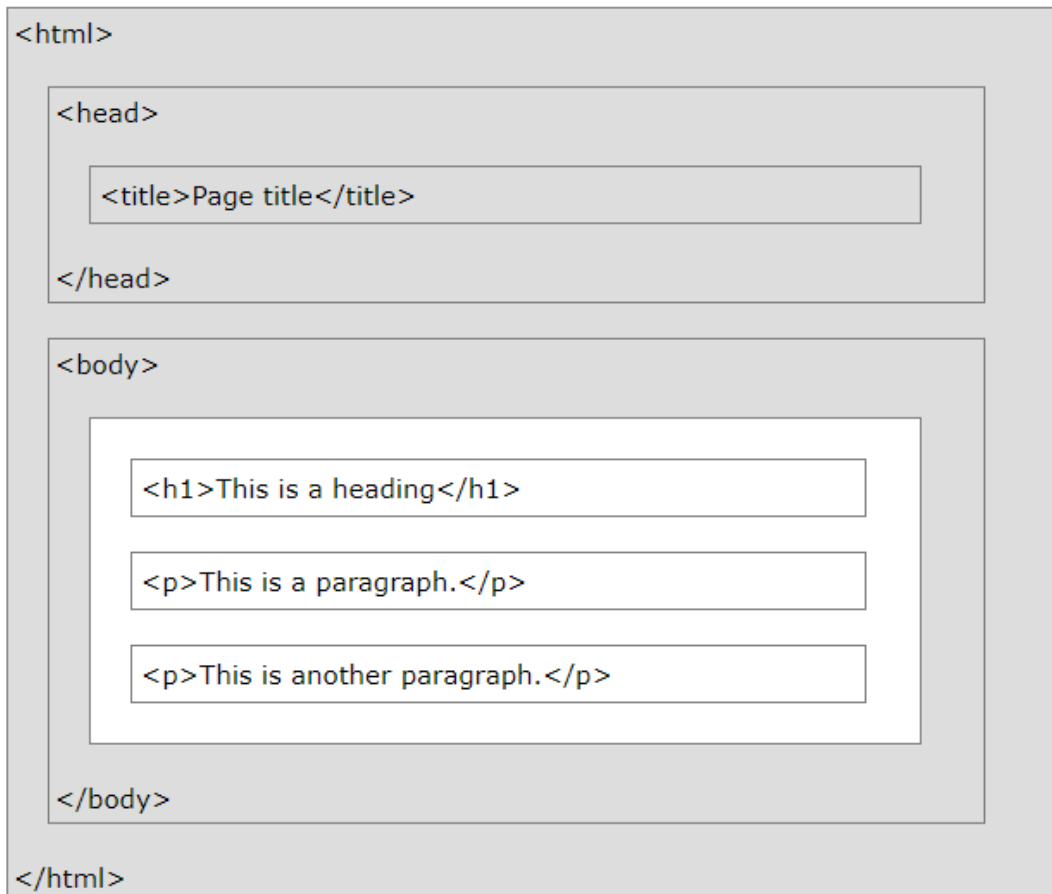 <html>
<head>
<title>Page title</title>
</head>
<body>
<h1>This is a heading</h1>
<p>This is a paragraph.</p>
<p>This is another paragraph.</p>
</body>
</html>